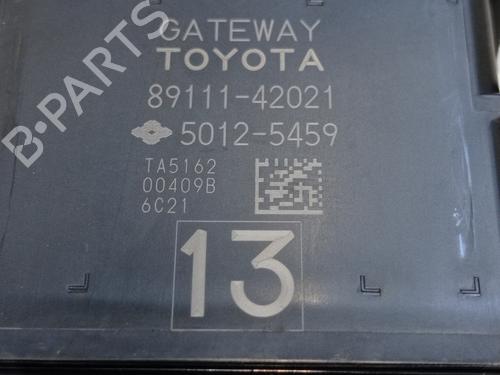 GATEWAY
TOYOTA
89111-42021
5012-5459
TA5162
00409B
6C21
13
B-PARTS